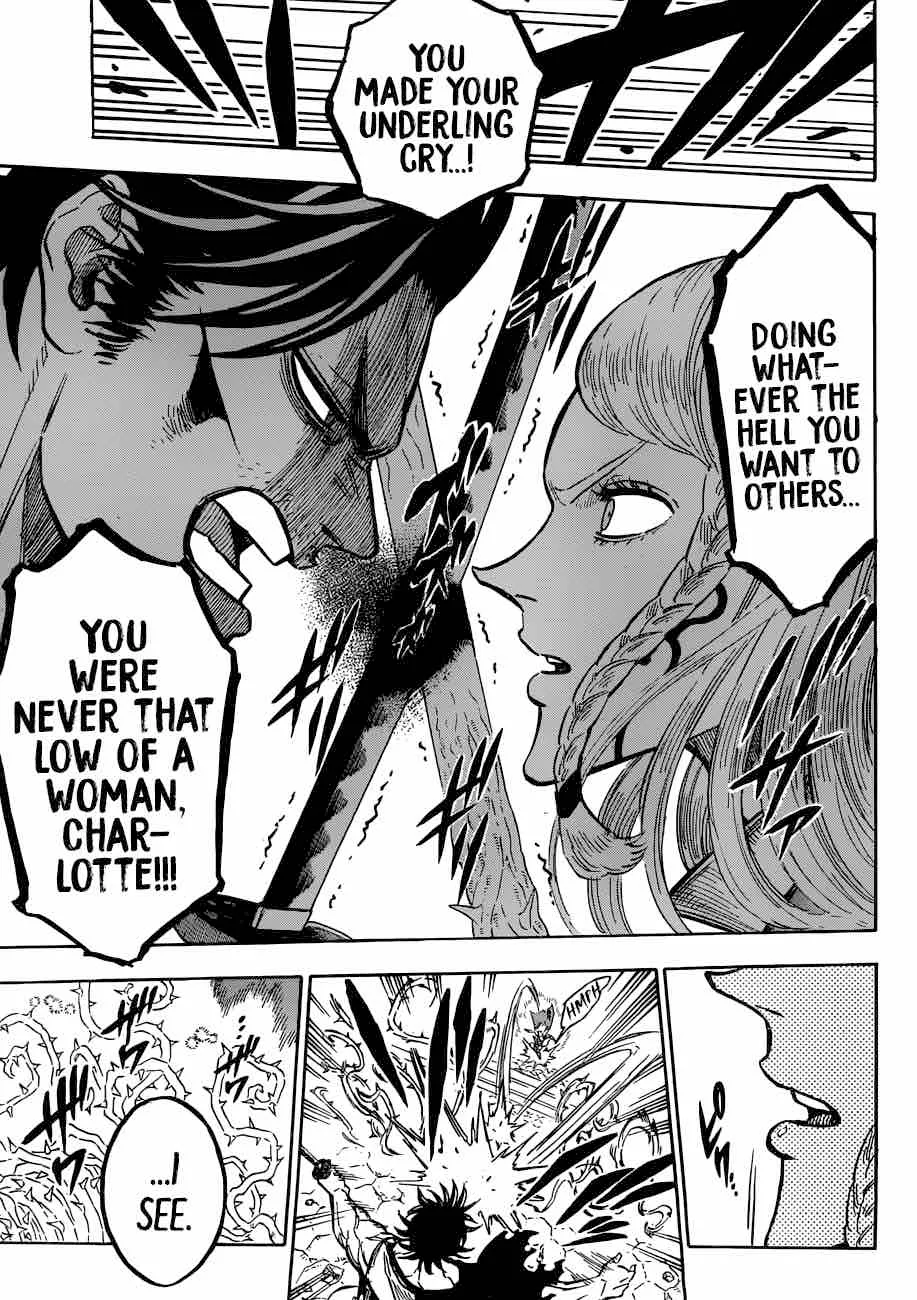 YOU
MADE YOUR
UNDERLING
CRY...!
DOING
WHAT-
EVER THE
HELL YOU
WANT TO
OTHERS...
YOU
WERE
NEVER THAT
LOW OF A
WOMAN,
CHAR-
LOTTE!!!
HMPH
...I
SEE.